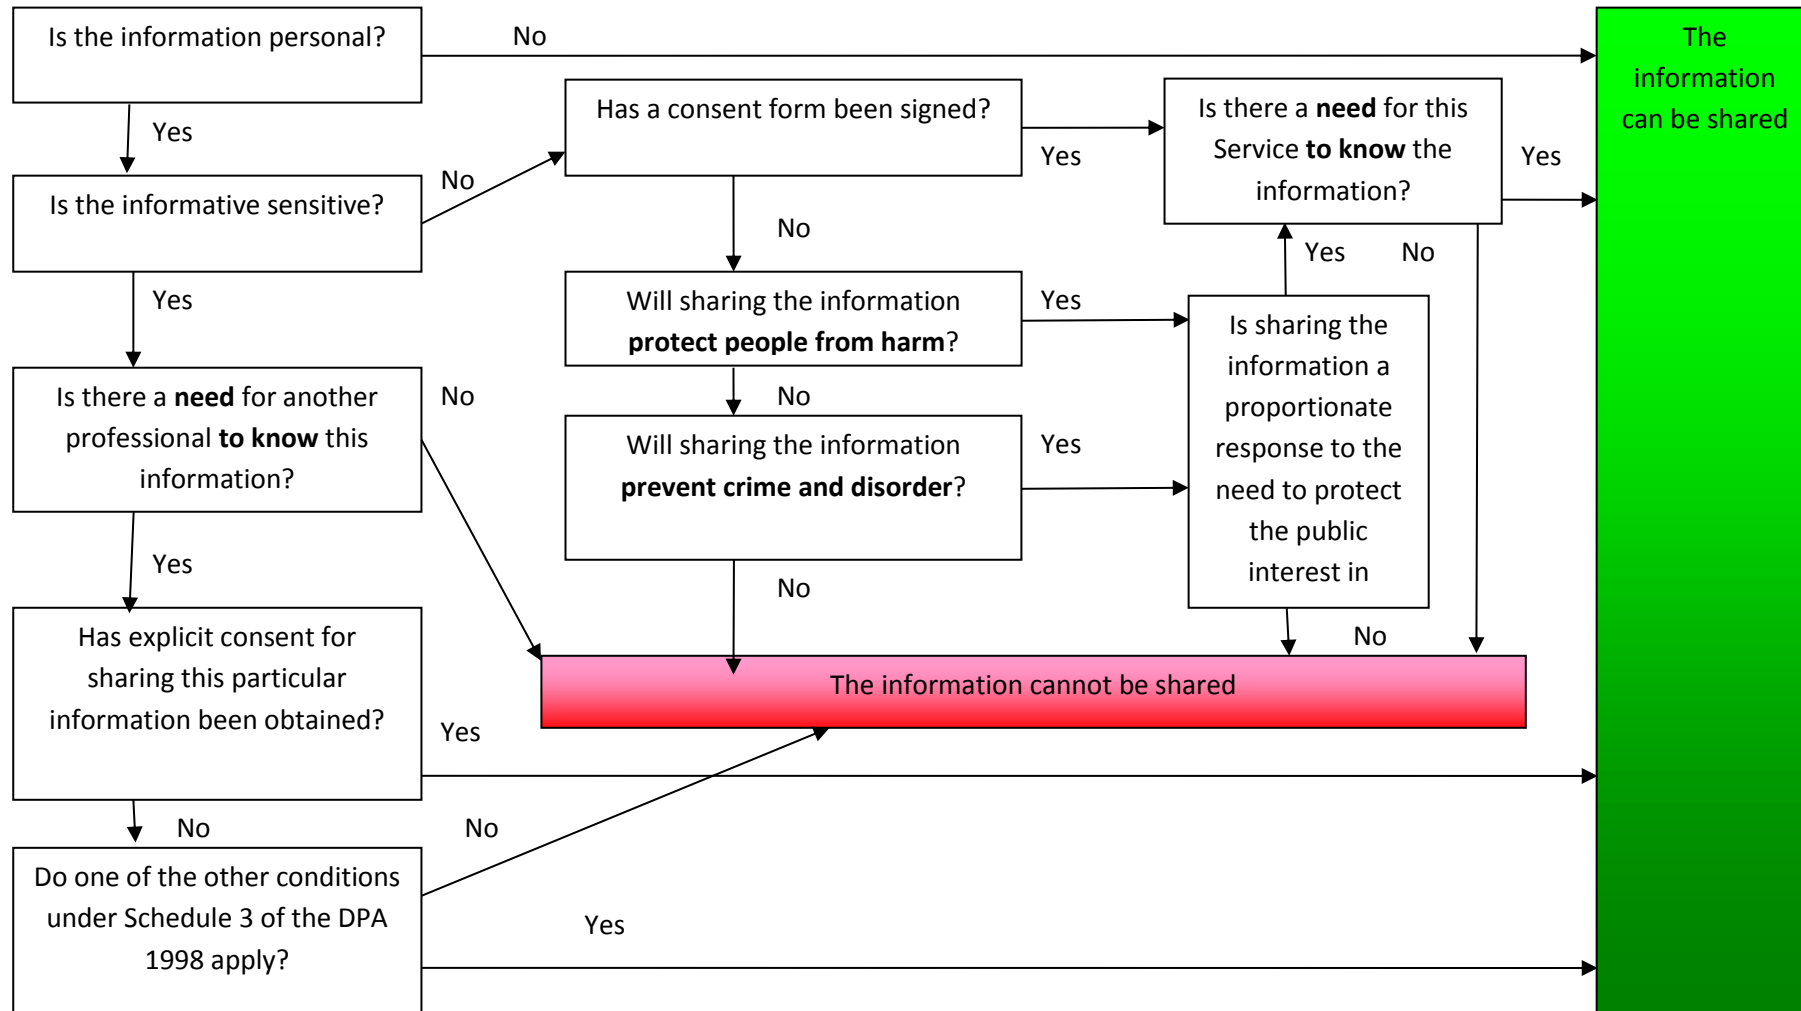 Is the information personal?
No
The
information
can be shared
Yes
Has a consent form been signed?
Yes
Is there a need for this
Service to know the
information?
Yes
Is the informative sensitive?
No
No
Yes
No
Yes
Will sharing the information
protect people from harm?
Yes
Is sharing the
information a
proportionate
response to the
need to protect
the public
interest in
No
Is there a need for another
professional to know this
information?
No
No
Will sharing the information
prevent crime and disorder?
Yes
Yes
No
Has explicit consent for
sharing this particular
information been obtained?
Yes
The information cannot be shared
No
No
Do one of the other conditions
under Schedule 3 of the DPA
1998 apply?
Yes